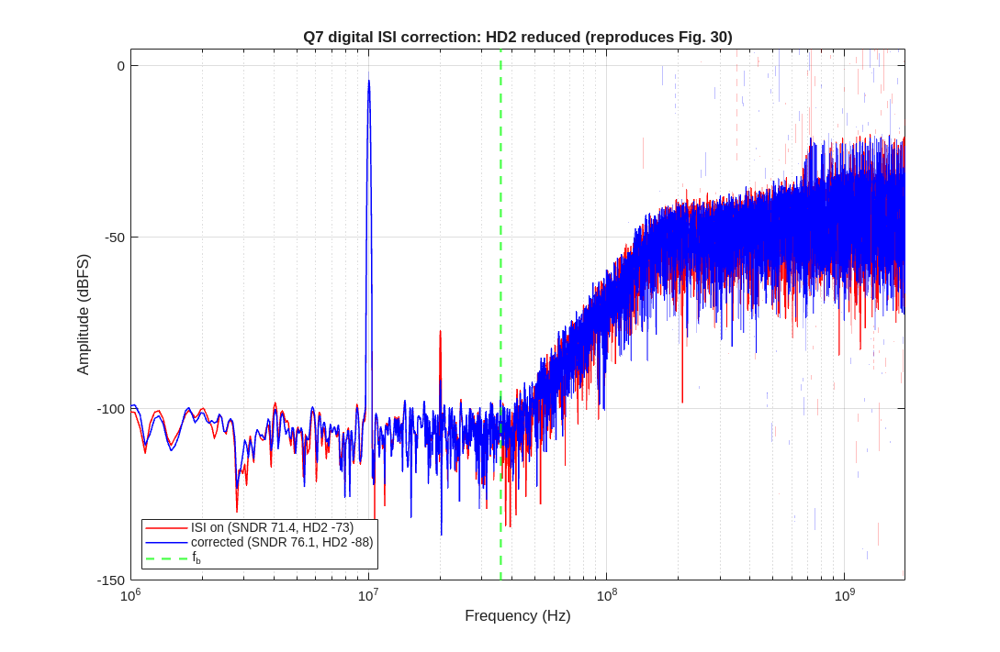 Q7 digital ISI correction: HD2 reduced (reproduces Fig. 30)
0
-50
-100
-150
Amplitude (dBFS)
ISI on (SNDR 71.4, HD2 -73)
corrected (SNDR 76.1, HD2 -88)
f_b
10^6
10^7
10^8
10^9
Frequency (Hz)